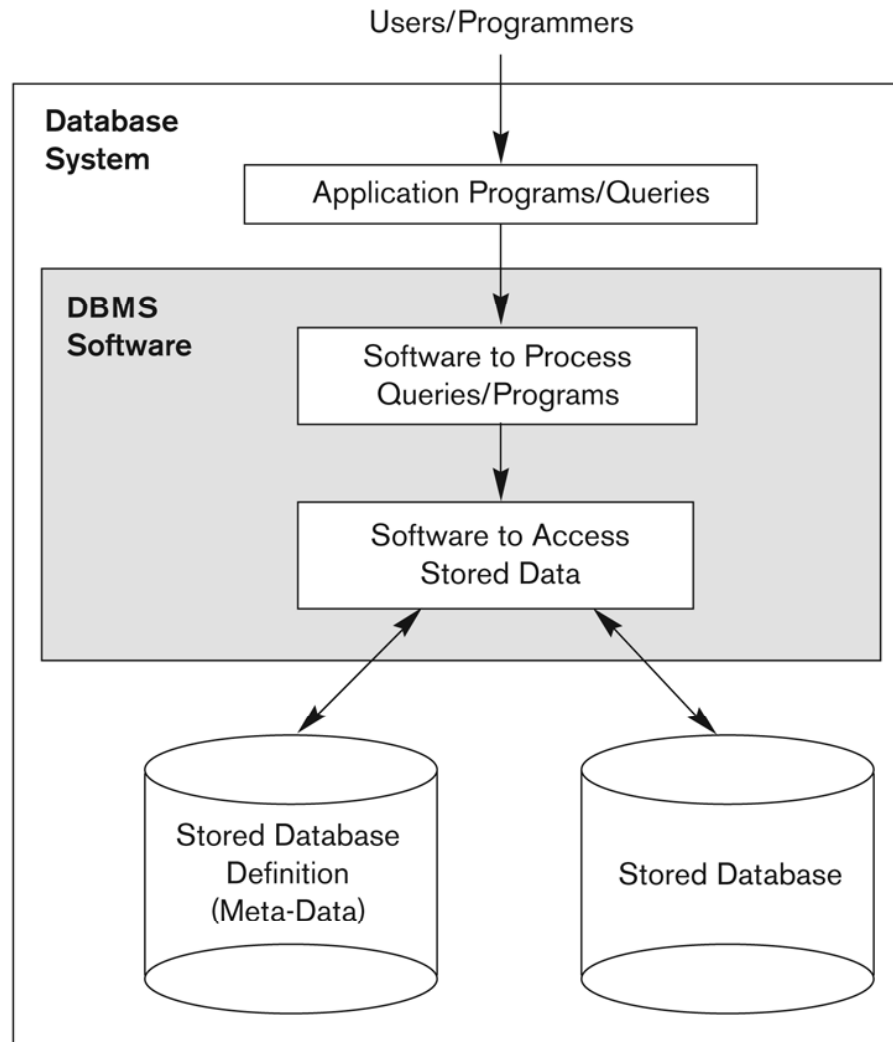 Users/Programmers
Database
System
Application Programs/Queries
DBMS
Software
Software to Process
Queries/Programs
Software to Access
Stored Data
Stored Database
Definition
(Meta-Data)
Stored Database